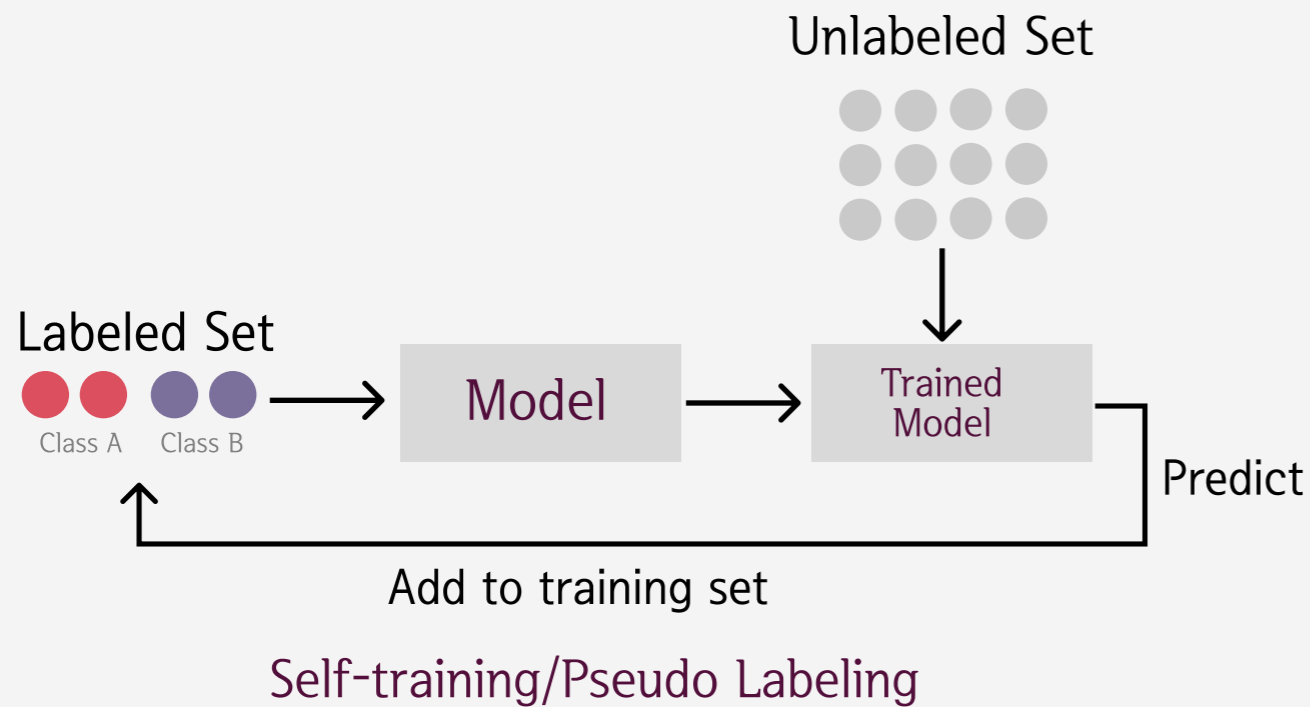 Unlabeled Set
Labeled Set
Class A
Class B
Model
Trained
Model
Predict
Add to training set
Self-training/Pseudo Labeling